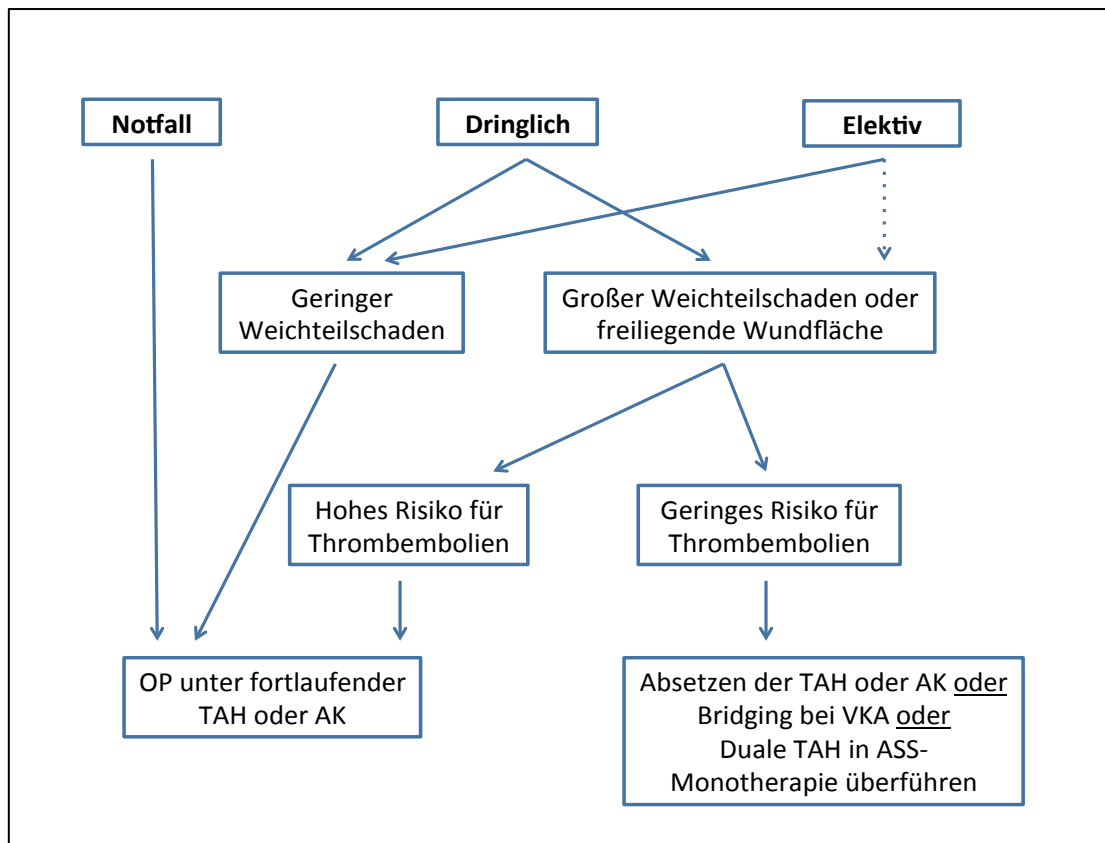 Notfall
Dringlich
Elektiv
Geringer
Weichteilschaden
Großer Weichteilschaden oder
freiliegende Wundfläche
Hohes Risiko für
Thrombembolien
Geringes Risiko für
Thrombembolien
OP unter fortlaufender
TAH oder AK
Absetzen der TAH oder AK oder
Bridging bei VKA oder
Duale TAH in ASS-
Monotherapie überführen